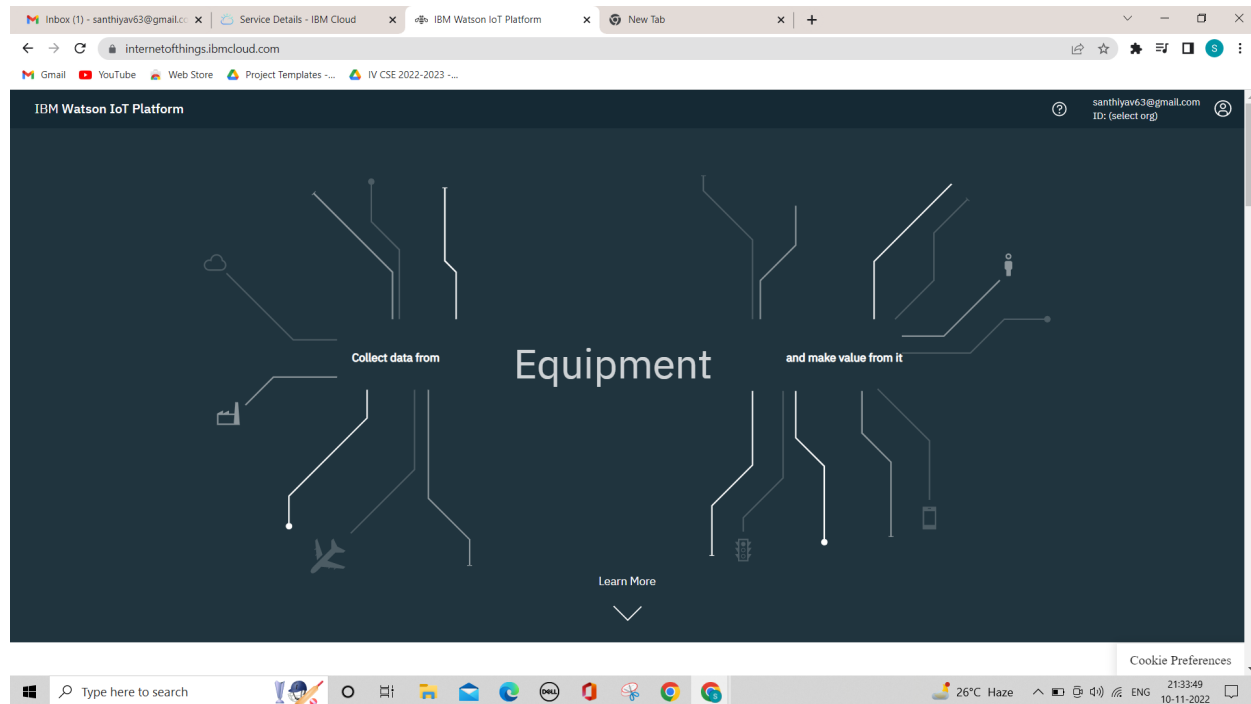 Inbox (1) - santhiyav63@gmail.co
Service Details - IBM Cloud
IBM Watson IoT Platform
New Tab
internetofthings.ibmcloud.com
S
Gmail
YouTube
Web Store
Project Templates -...
IV CSE 2022-2023 -...
IBM Watson IoT Platform
santhiyav63@gmail.com
ID: (select org)
Collect data from
Equipment
and make value from it
Learn More
Cookie Preferences
Type here to search
DELL
S
26°C Haze
ENG
21:33:49
10-11-2022